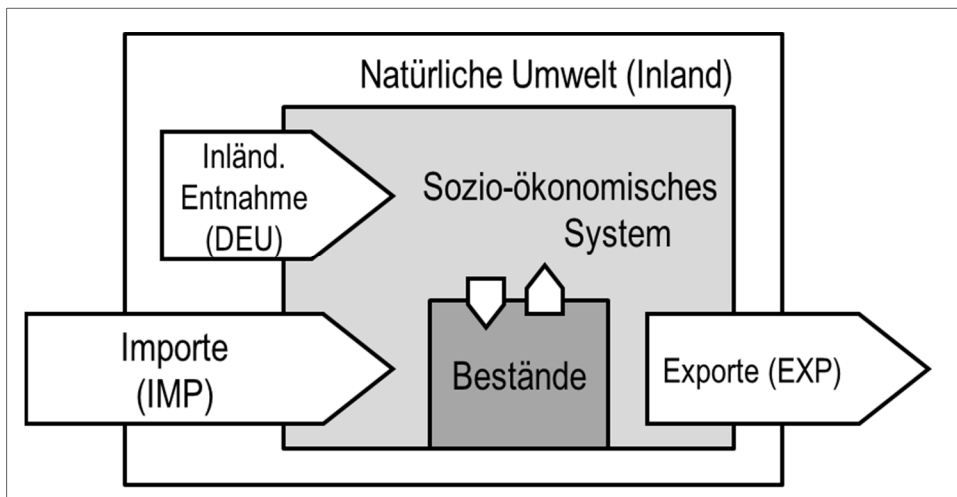 Natürliche Umwelt (Inland)
Inländ.
Entnahme
(DEU)
Sozio-ökonomisches
System
Importe
(IMP)
Bestände
Exporte (EXP)